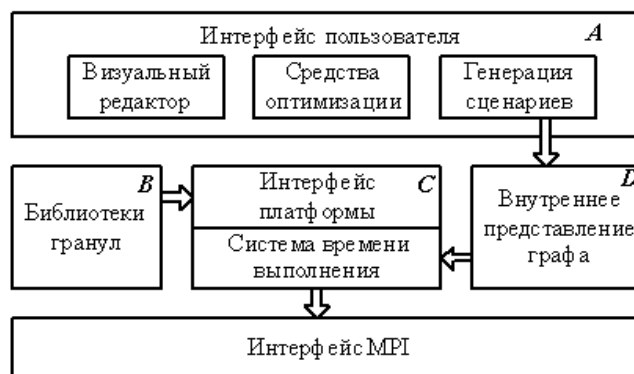 Интерфейс пользователя
A
Визуальный
редактор
Средства
оптимизации
Генерация
сценариев
B
Библиотеки
гранул
C
Интерфейс
платформы
Система времени
выполнения
D
Внутреннее
представление
графа
Интерфейс MPI